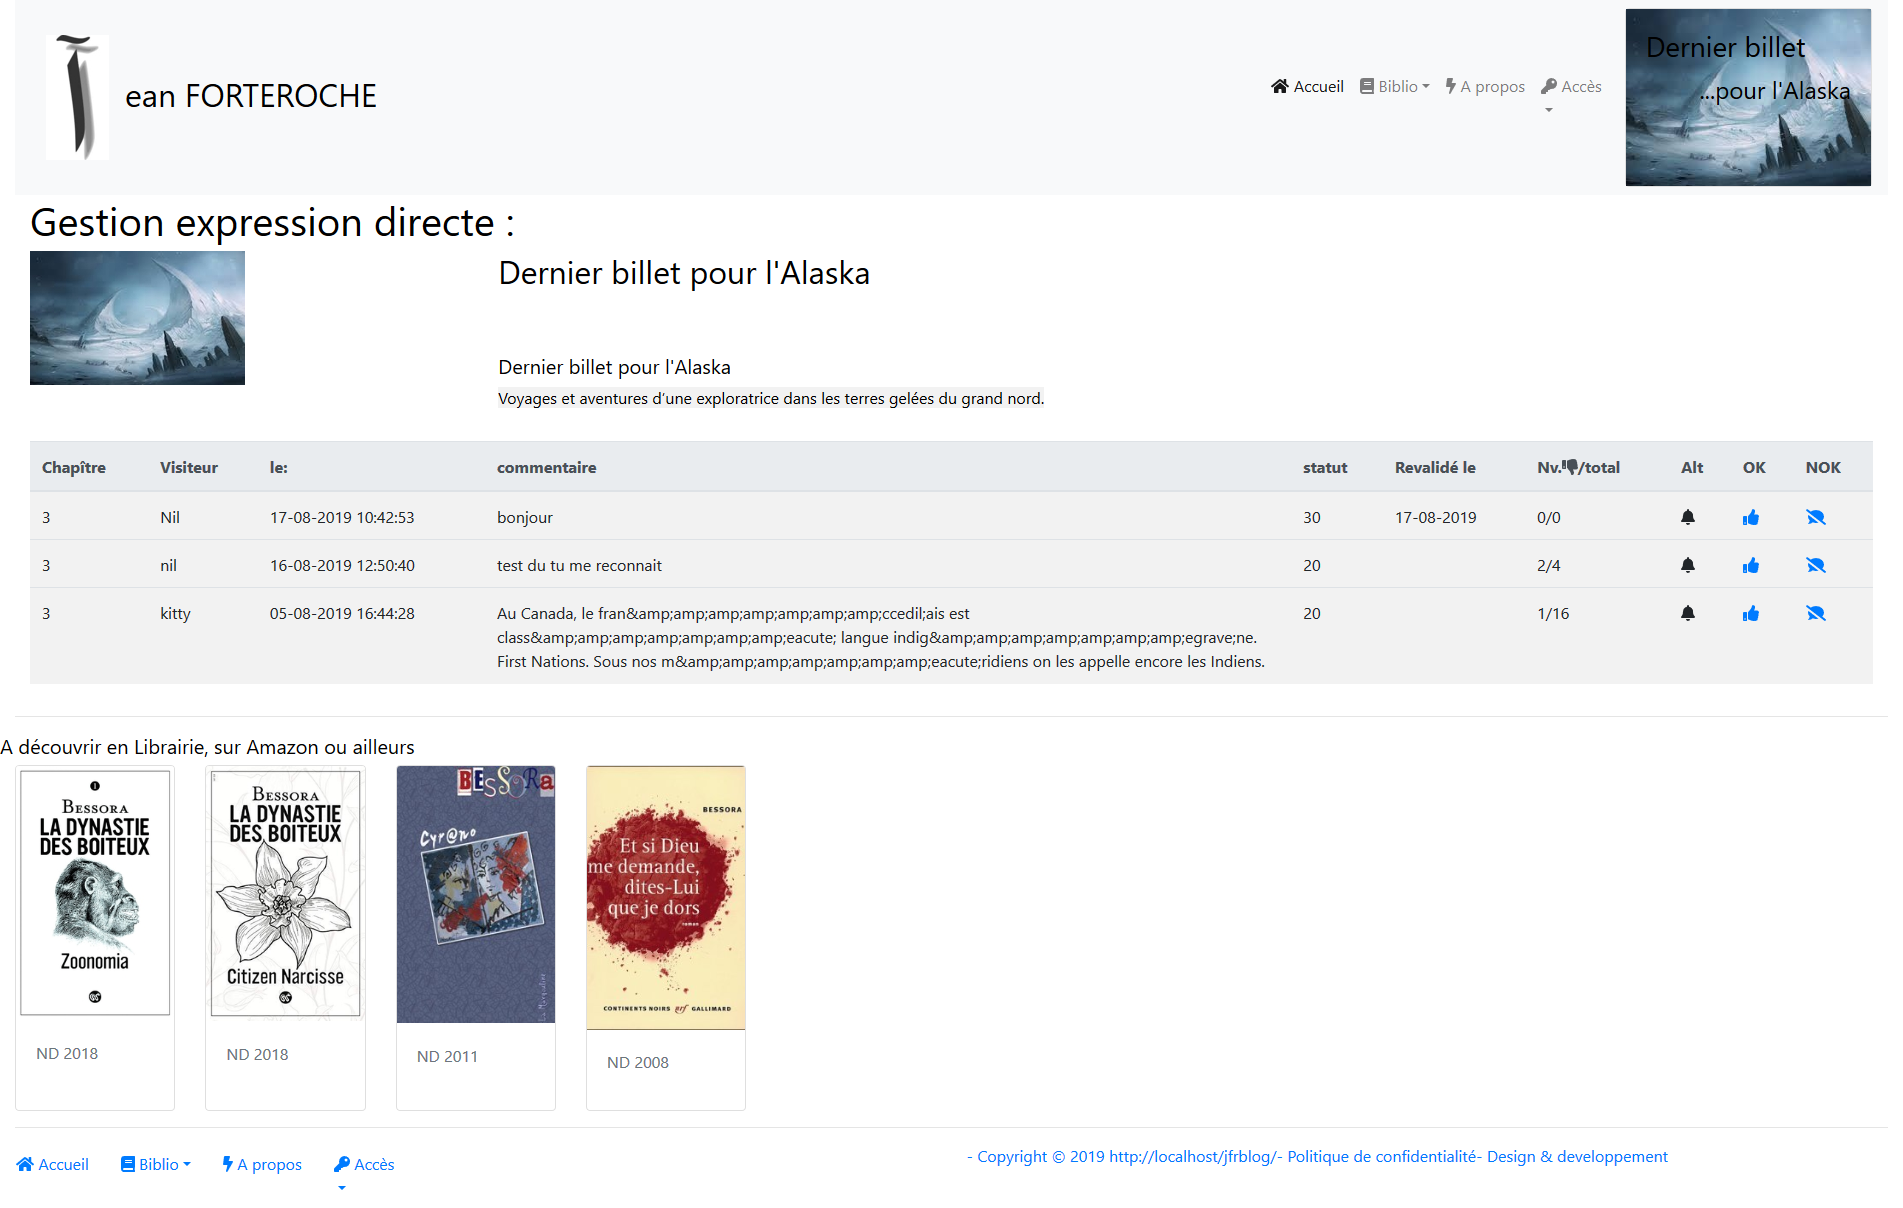 ean FORTEROCHE
Accueil Biblio A propos Accès
Dernier billet
...pour l'Alaska
Gestion expression directe :
Dernier billet pour l'Alaska
Dernier billet pour l'Alaska
Voyages et aventures d’une exploratrice dans les terres gelées du grand nord.
Chapître Visiteur le: commentaire statut Revalidé le Nv. /total Alt OK NOK
3 Nil 17-08-2019 10:42:53 bonjour 30 17-08-2019 0/0
3 nil 16-08-2019 12:50:40 test du tu me reconnait 20 2/4
3 kitty 05-08-2019 16:44:28 Au Canada, le fran&amp;amp;amp;amp;amp;amp;amp;ccedil;ais est 20 1/16
class&amp;amp;amp;amp;amp;amp;amp;eacute; langue indig&amp;amp;amp;amp;amp;amp;amp;egrave;ne.
First Nations. Sous nos m&amp;amp;amp;amp;amp;amp;amp;eacute;ridiens on les appelle encore les Indiens.
A découvrir en Librairie, sur Amazon ou ailleurs
BESSORA
LA DYNASTIE
DES BOITEUX
Zoonomia
ND 2018
BESSORA
LA DYNASTIE
DES BOITEUX
Citizen Narcisse
ND 2018
BESSORa
Cyr@no
ND 2011
BESSORA
Et si Dieu
me demande,
dites-Lui
que je dors
roman
CONTINENTS NOIRS nrf GALLIMARD
ND 2008
Accueil Biblio A propos Accès
- Copyright © 2019 http://localhost/jfrblog/- Politique de confidentialité- Design & developpement